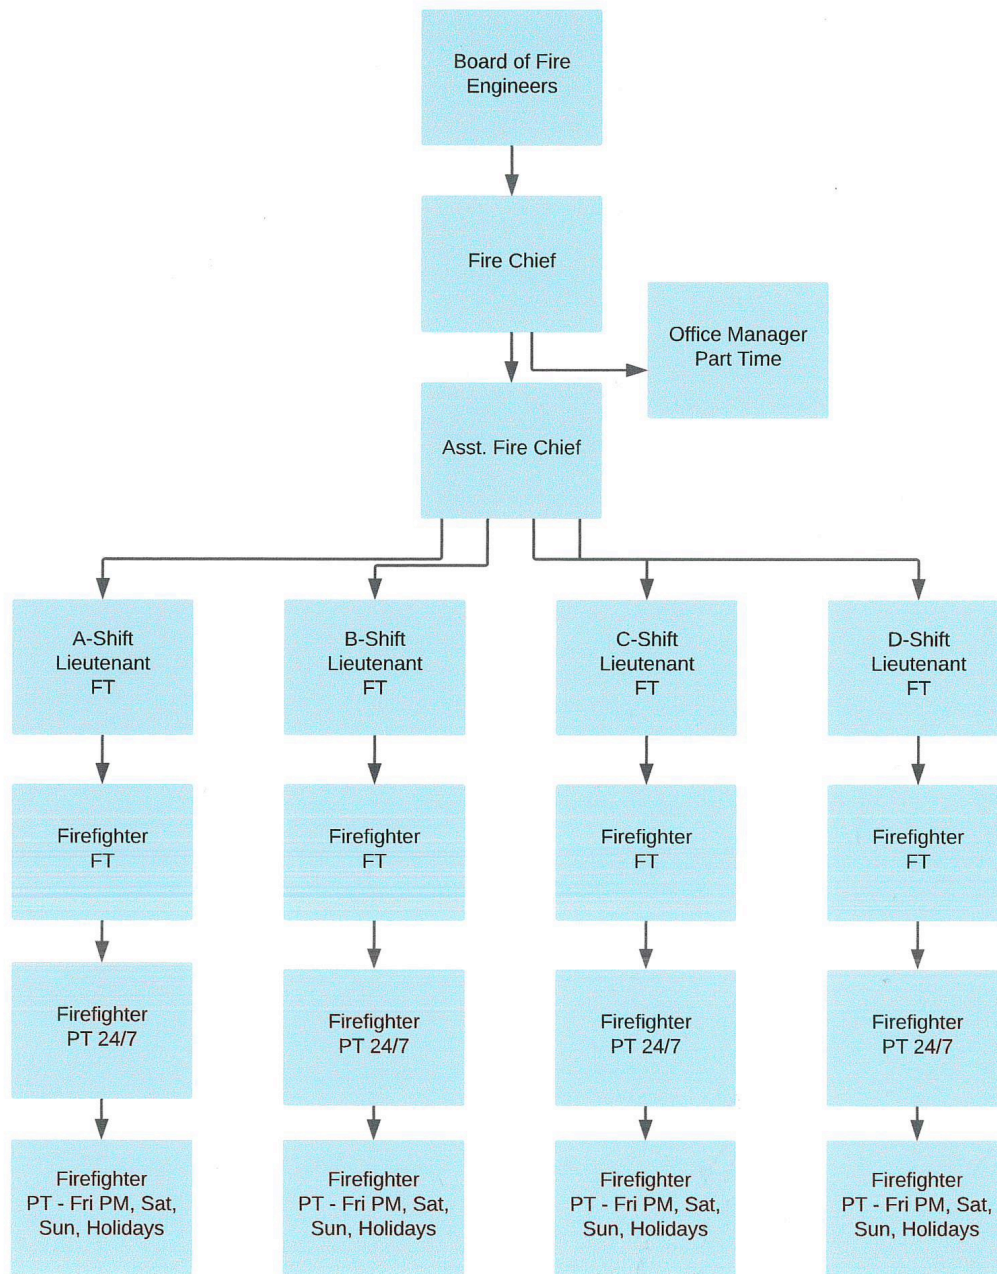 Board of Fire
Engineers
Fire Chief
Office Manager
Part Time
Asst. Fire Chief
A-Shift
Lieutenant
FT
B-Shift
Lieutenant
FT
C-Shift
Lieutenant
FT
D-Shift
Lieutenant
FT
Firefighter
FT
Firefighter
FT
Firefighter
FT
Firefighter
FT
Firefighter
PT 24/7
Firefighter
PT 24/7
Firefighter
PT 24/7
Firefighter
PT 24/7
Firefighter
PT - Fri PM, Sat,
Sun, Holidays
Firefighter
PT - Fri PM, Sat,
Sun, Holidays
Firefighter
PT - Fri PM, Sat,
Sun, Holidays
Firefighter
PT - Fri PM, Sat,
Sun, Holidays